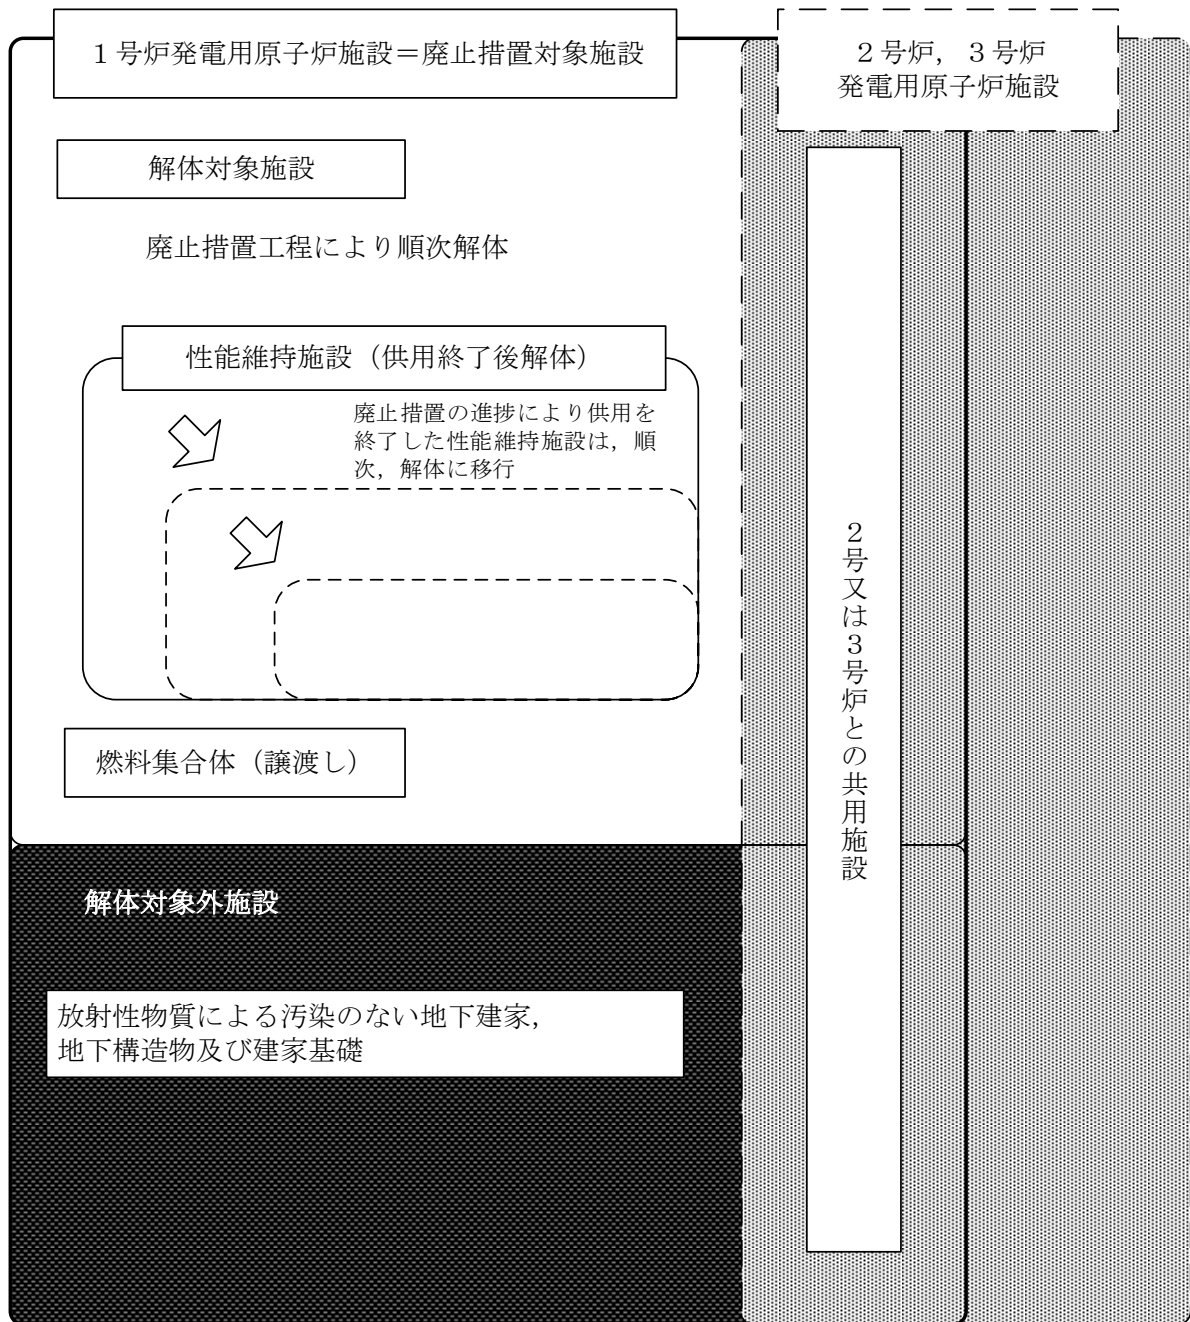 １号炉発電用原子炉施設＝廃止措置対象施設
２号炉，３号炉
発電用原子炉施設
解体対象施設
廃止措置工程により順次解体
性能維持施設（供用終了後解体）
廃止措置の進捗により供用を
終了した性能維持施設は，順
次，解体に移行
２号又は３号炉との共用施設
燃料集合体（譲渡し）
解体対象外施設
放射性物質による汚染のない地下建家，
地下構造物及び建家基礎